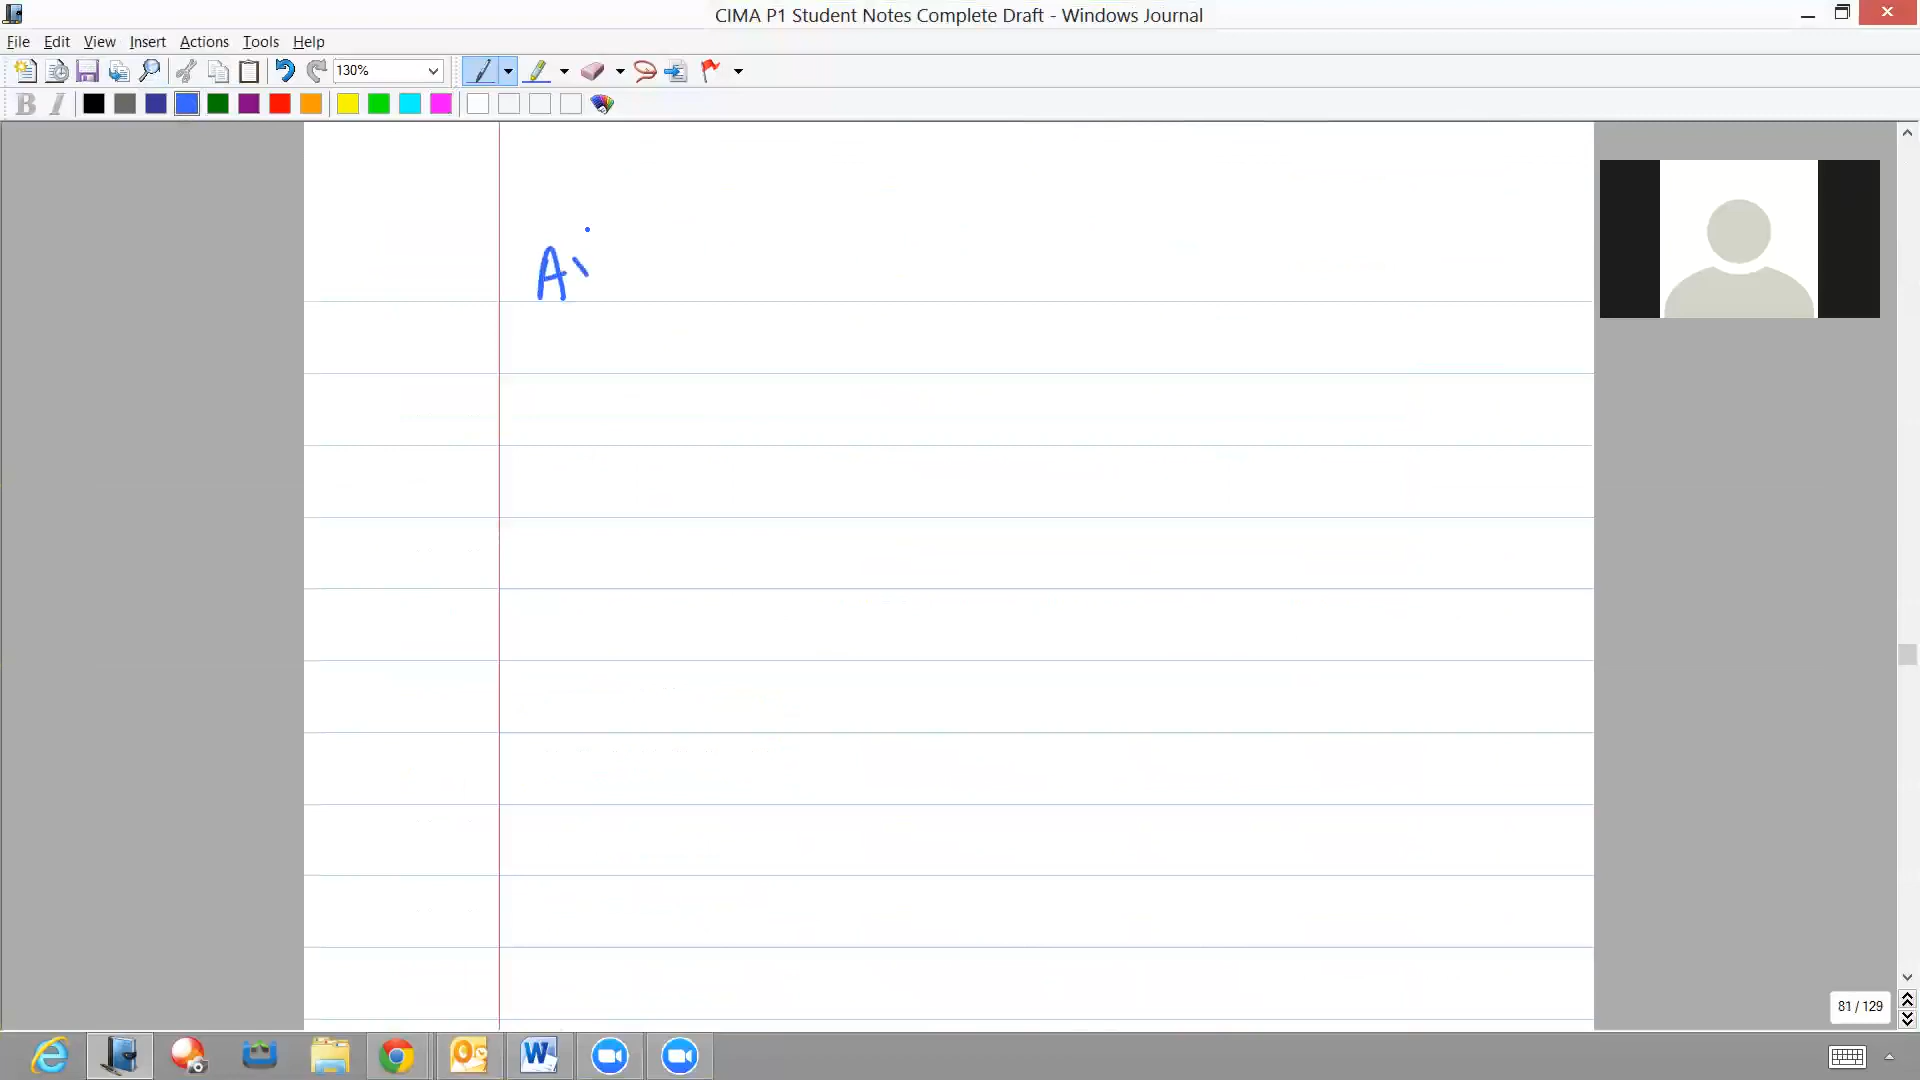 CIMA P1 Student Notes Complete Draft - Windows Journal
File Edit View Insert Actions Tools Help
130%
B I
A
81 / 129